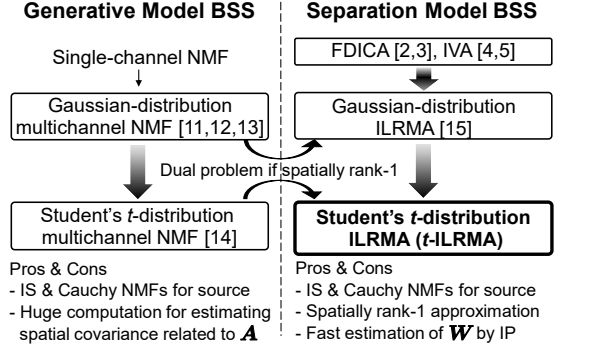 Generative Model BSS
Single-channel NMF
Gaussian-distribution
multichannel NMF [11,12,13]
Student's t-distribution
multichannel NMF [14]
Pros & Cons
- IS & Cauchy NMFs for source
- Huge computation for estimating
spatial covariance related to A
Dual problem if spatially rank-1
Separation Model BSS
FDICA [2,3], IVA [4,5]
Gaussian-distribution
ILRMA [15]
Student's t-distribution
ILRMA (t-ILRMA)
Pros & Cons
- IS & Cauchy NMFs for source
- Spatially rank-1 approximation
- Fast estimation of W by IP